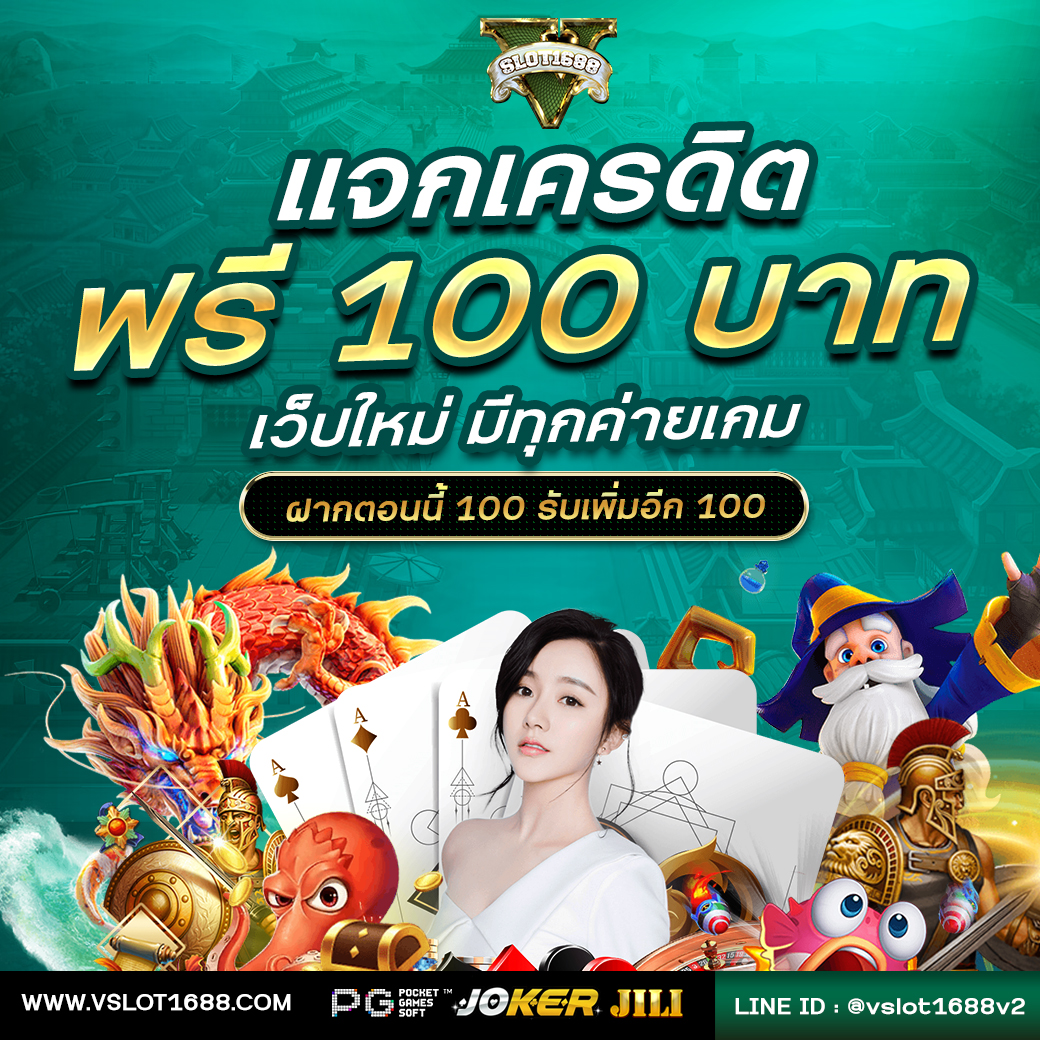 V
SLOT1688
แจกเครดิต
ฟรี 100 บาท
เว็ปใหม่ มีทุกค่ายเกม
ฝากตอนนี้ 100 รับเพิ่มอีก 100
A
A
A
WWW.VSLOT1688.COM
PG POCKET GAMES SOFT™
JOKER
JILI
LINE ID : @vslot1688v2